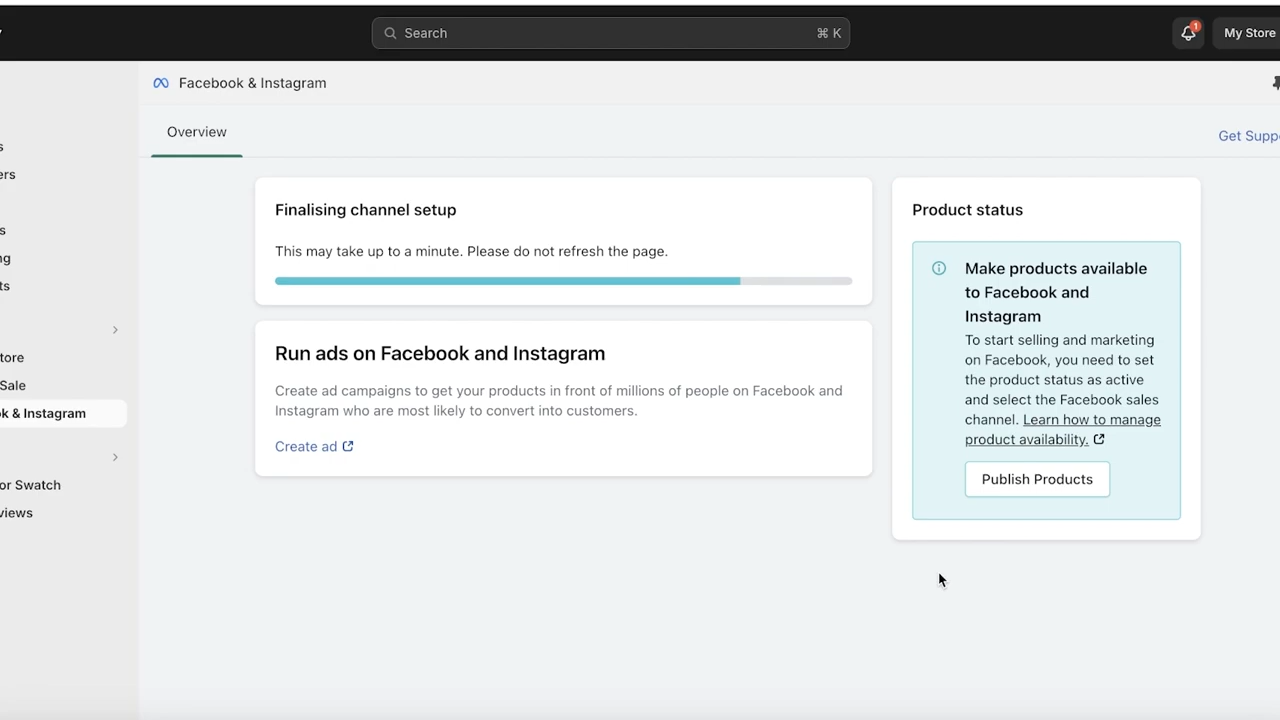 Search
⌘ K
1
My Store
Facebook & Instagram
Overview
Get Suppo
s
ers
s
ng
ts
tore
Sale
ok & Instagram
or Swatch
views
Finalising channel setup
This may take up to a minute. Please do not refresh the page.
Run ads on Facebook and Instagram
Create ad campaigns to get your products in front of millions of people on Facebook and
Instagram who are most likely to convert into customers.
Create ad
Product status
Make products available
to Facebook and
Instagram
To start selling and marketing
on Facebook, you need to set
the product status as active
and select the Facebook sales
channel. Learn how to manage
product availability.
Publish Products